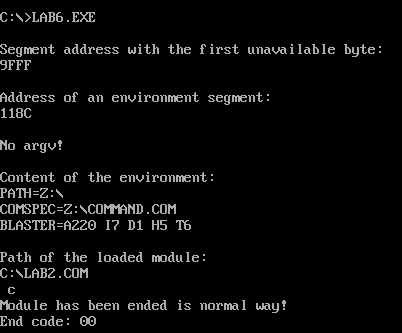 C:\>LAB6.EXE
Segment address with the first unavailable byte:
9FFF
Address of an environment segment:
118C
No argv!
Content of the environment:
PATH=Z:\
COMSPEC=Z:\COMMAND.COM
BLASTER=A220 I7 D1 H5 T6
Path of the loaded module:
C:\LAB2.COM
c
Module has been ended is normal way!
End code: 00